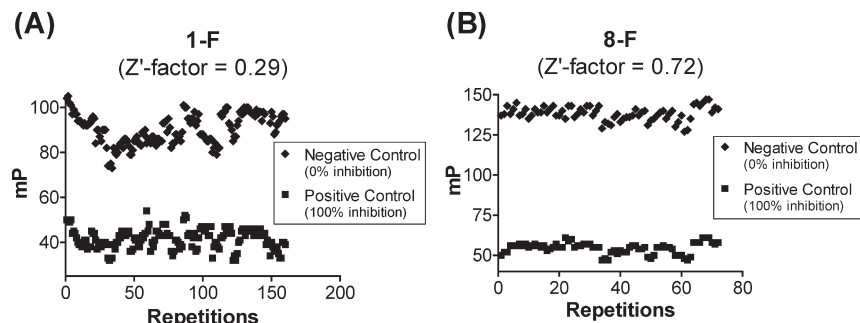 (A)
1-F
(Z'-factor = 0.29)
mP
100
80
60
40
0
50
100
150
200
Repetitions
Negative Control
(0% inhibition)
Positive Control
(100% inhibition)
(B)
8-F
(Z'-factor = 0.72)
mP
150
125
100
75
50
0
20
40
60
80
Repetitions
Negative Control
(0% inhibition)
Positive Control
(100% inhibition)